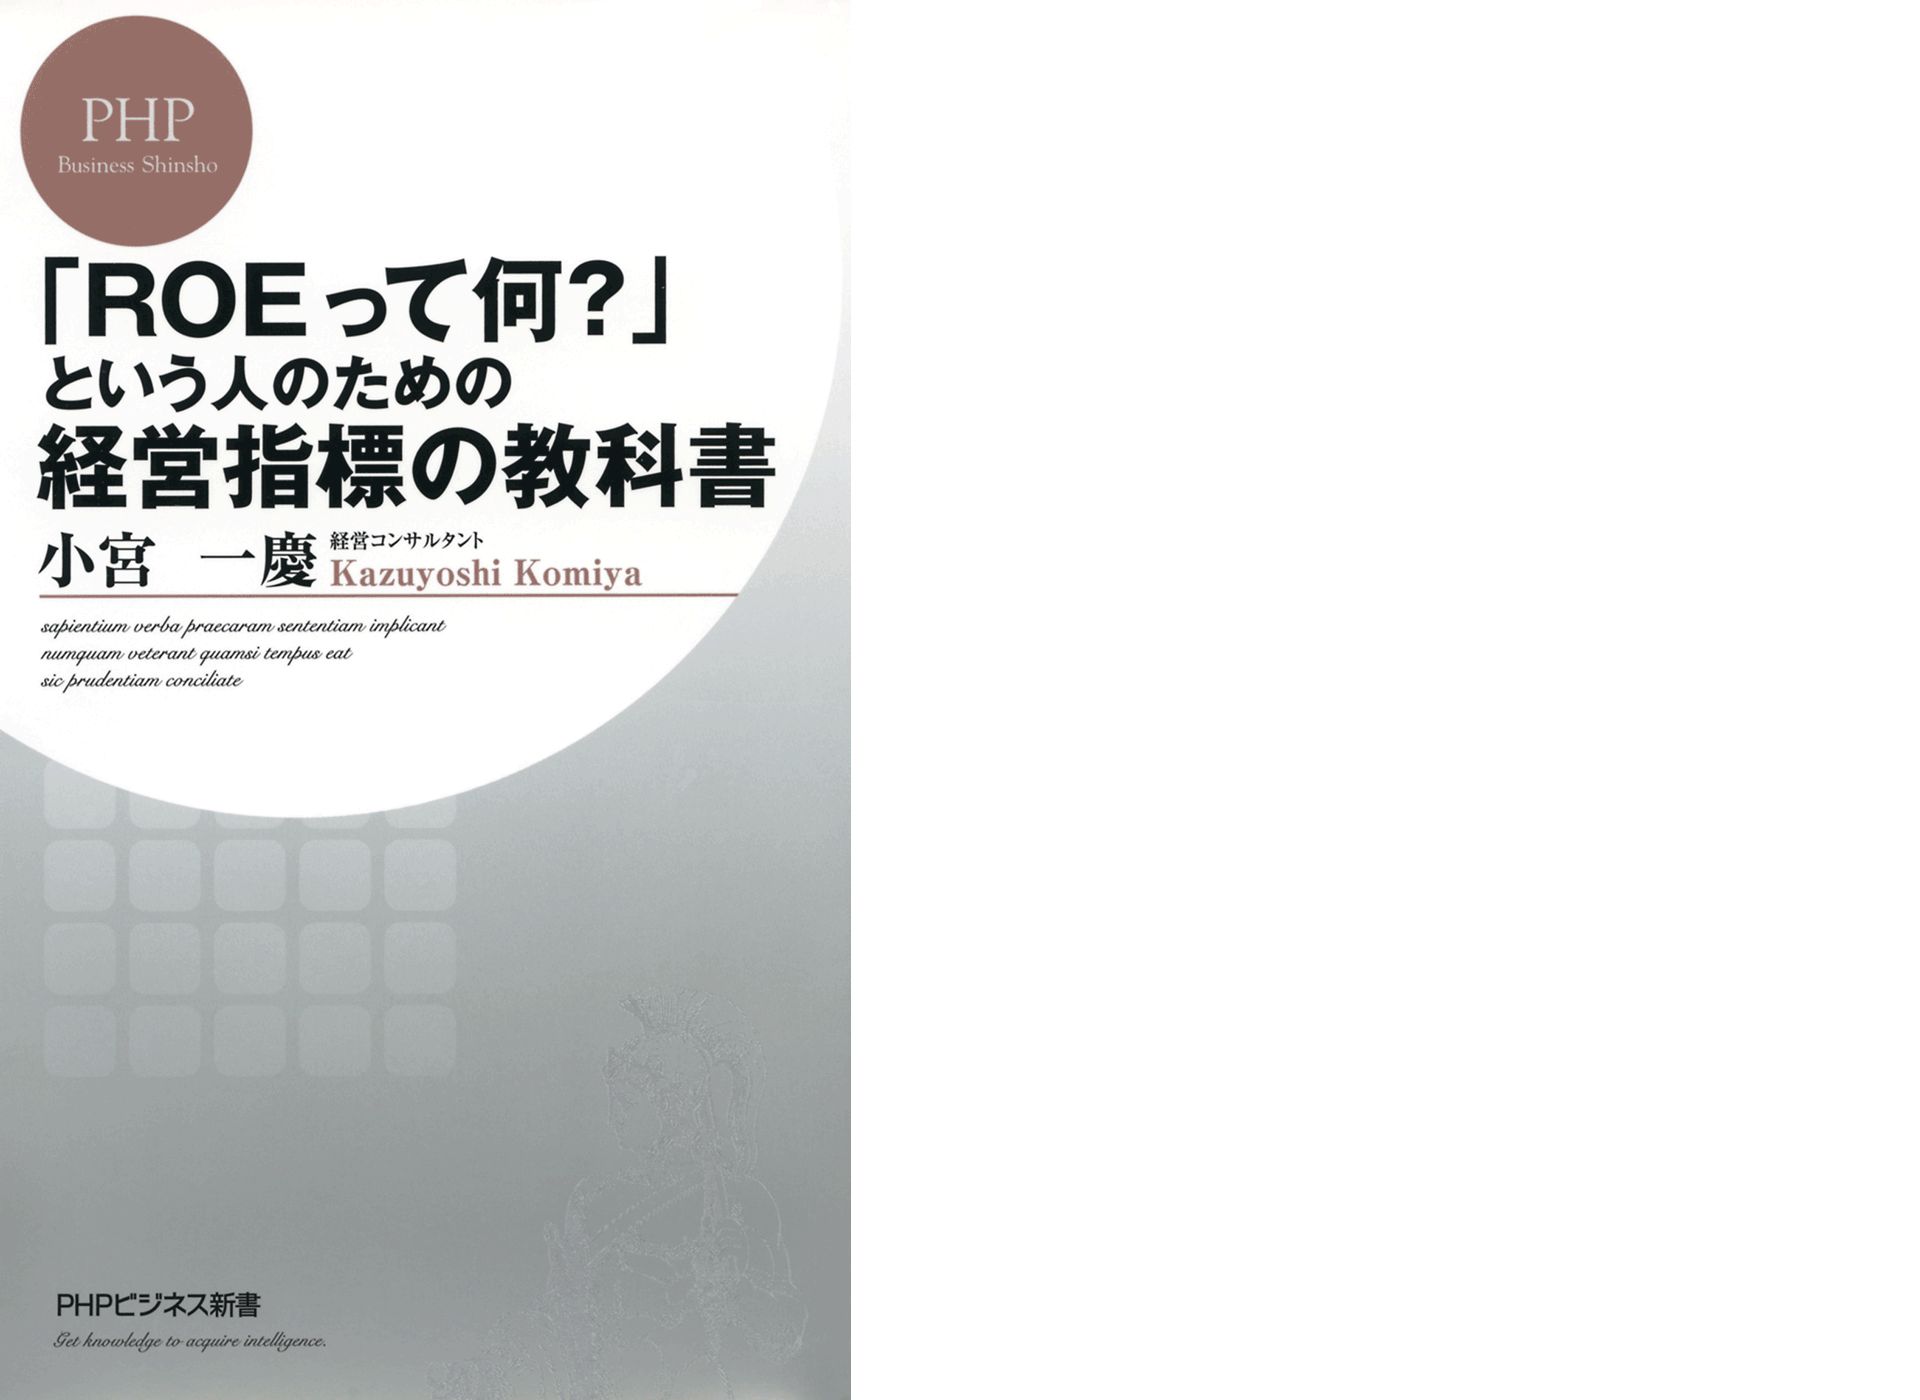 PHP
Business Shinsho
「ROEって何?」
という人のための
経営指標の教科書
小宮 一慶 経営コンサルタント
Kazuyoshi Komiya
sapientium verba praecaram sententiam implicant
numquam veterant quamsi tempus eat
sic prudentiam conciliate
PHPビジネス新書
Get knowledge to acquire intelligence.